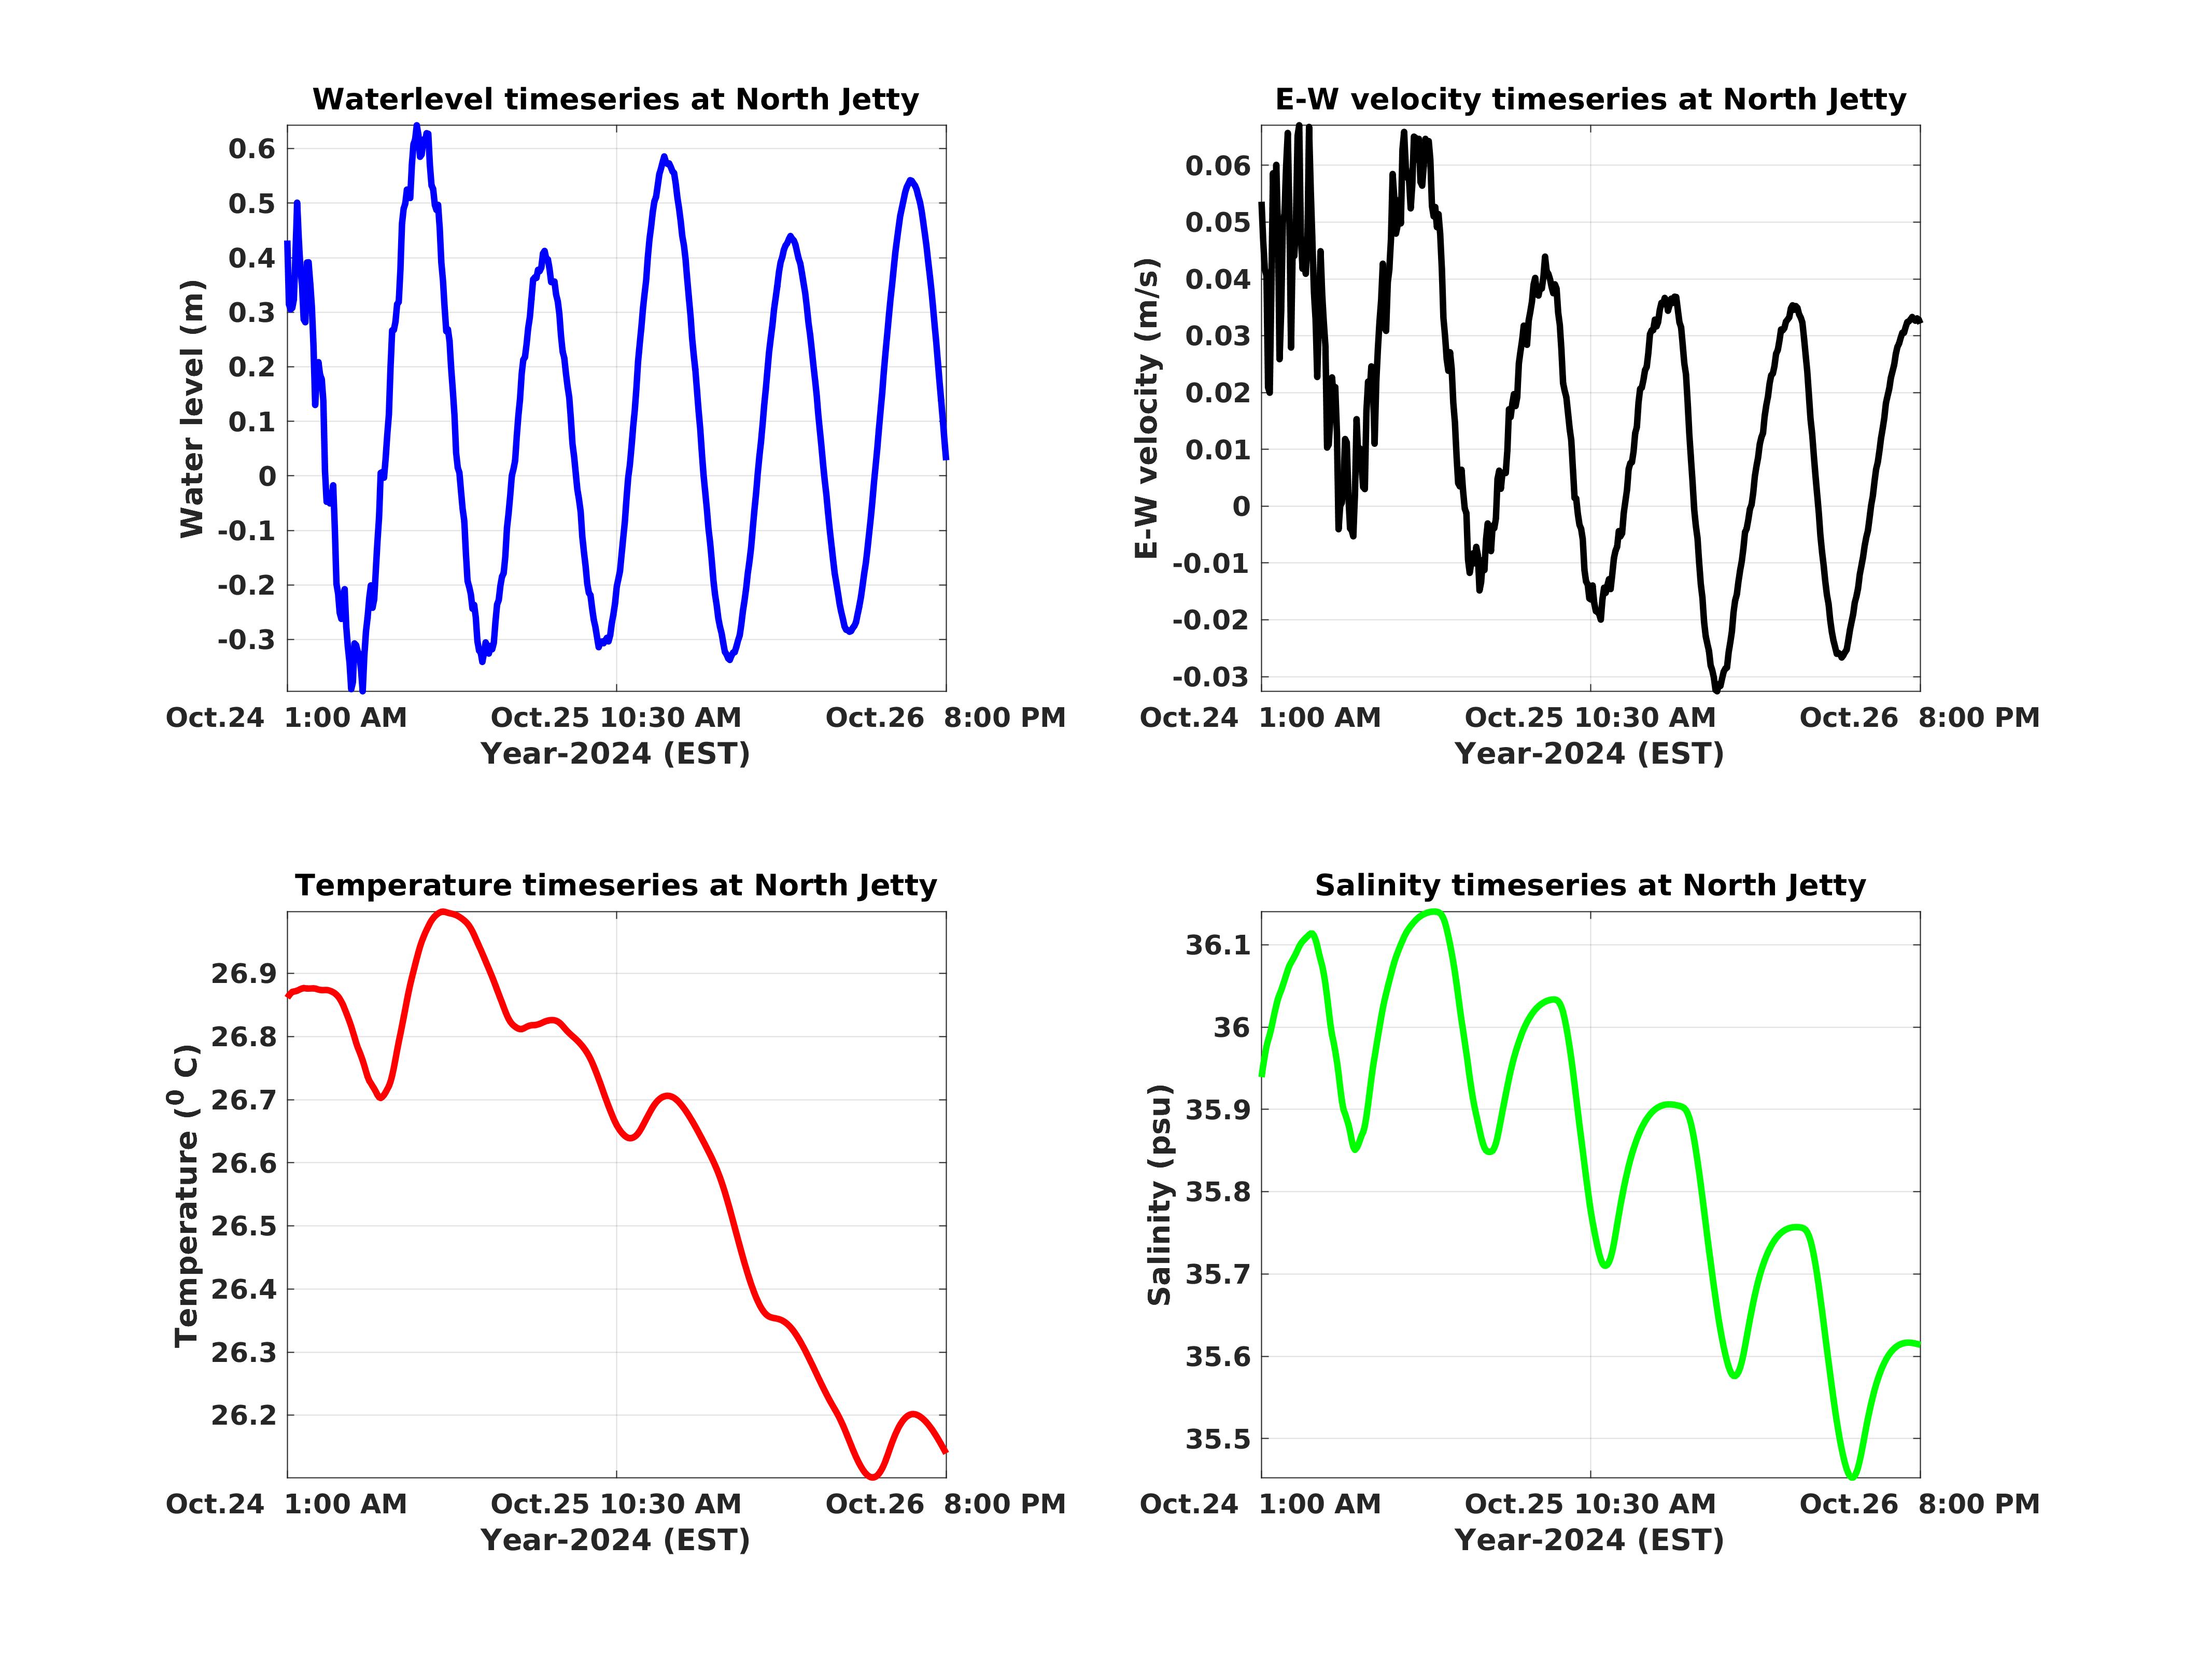 Waterlevel timeseries at North Jetty
0.6
0.5
0.4
0.3
0.2
0.1
0
-0.1
-0.2
-0.3
Water level (m)
Oct.24 1:00 AM Oct.25 10:30 AM Oct.26 8:00 PM
Year-2024 (EST)
E-W velocity timeseries at North Jetty
0.06
0.05
0.04
0.03
0.02
0.01
0
-0.01
-0.02
-0.03
E-W velocity (m/s)
Oct.24 1:00 AM Oct.25 10:30 AM Oct.26 8:00 PM
Year-2024 (EST)
Temperature timeseries at North Jetty
26.9
26.8
26.7
26.6
26.5
26.4
26.3
26.2
Temperature (⁰ C)
Oct.24 1:00 AM Oct.25 10:30 AM Oct.26 8:00 PM
Year-2024 (EST)
Salinity timeseries at North Jetty
36.1
36
35.9
35.8
35.7
35.6
35.5
Salinity (psu)
Oct.24 1:00 AM Oct.25 10:30 AM Oct.26 8:00 PM
Year-2024 (EST)